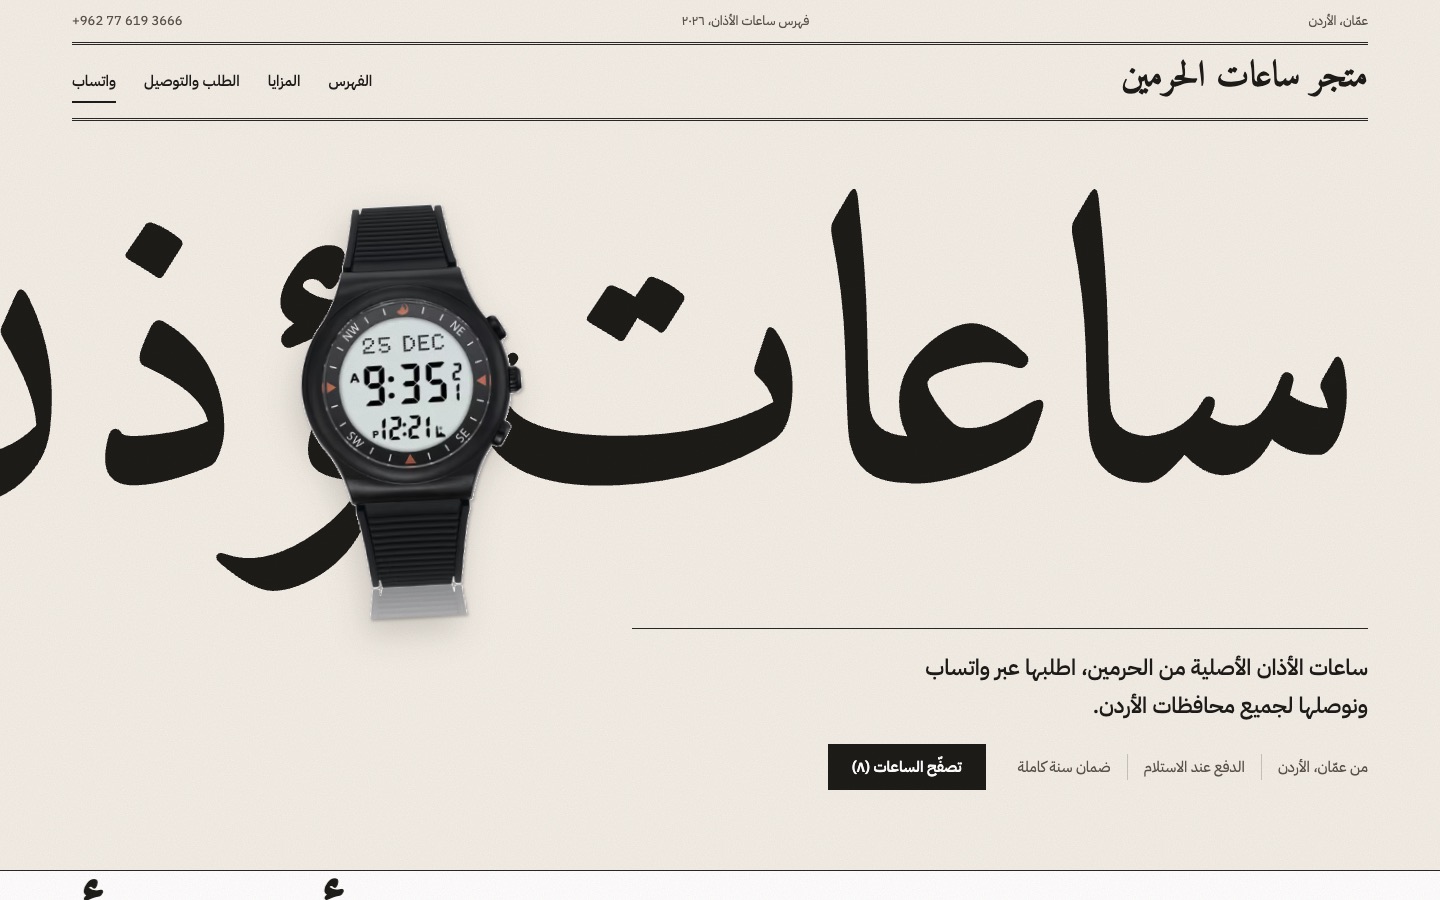 عمّان، الأردن
فهرس ساعات الأذان، ٢٠٢٦
+962 77 619 3666
متجر ساعات الحرمين
الفهرس
المزايا
الطلب والتوصيل
واتساب
ساعات
25 DEC
A 9:35 21
P 12:21
NW
NE
SW
SE
ساعات الأذان الأصلية من الحرمين، اطلبها عبر واتساب
ونوصلها لجميع محافظات الأردن.
من عمّان، الأردن
الدفع عند الاستلام
ضمان سنة كاملة
تصفّح الساعات (٨)